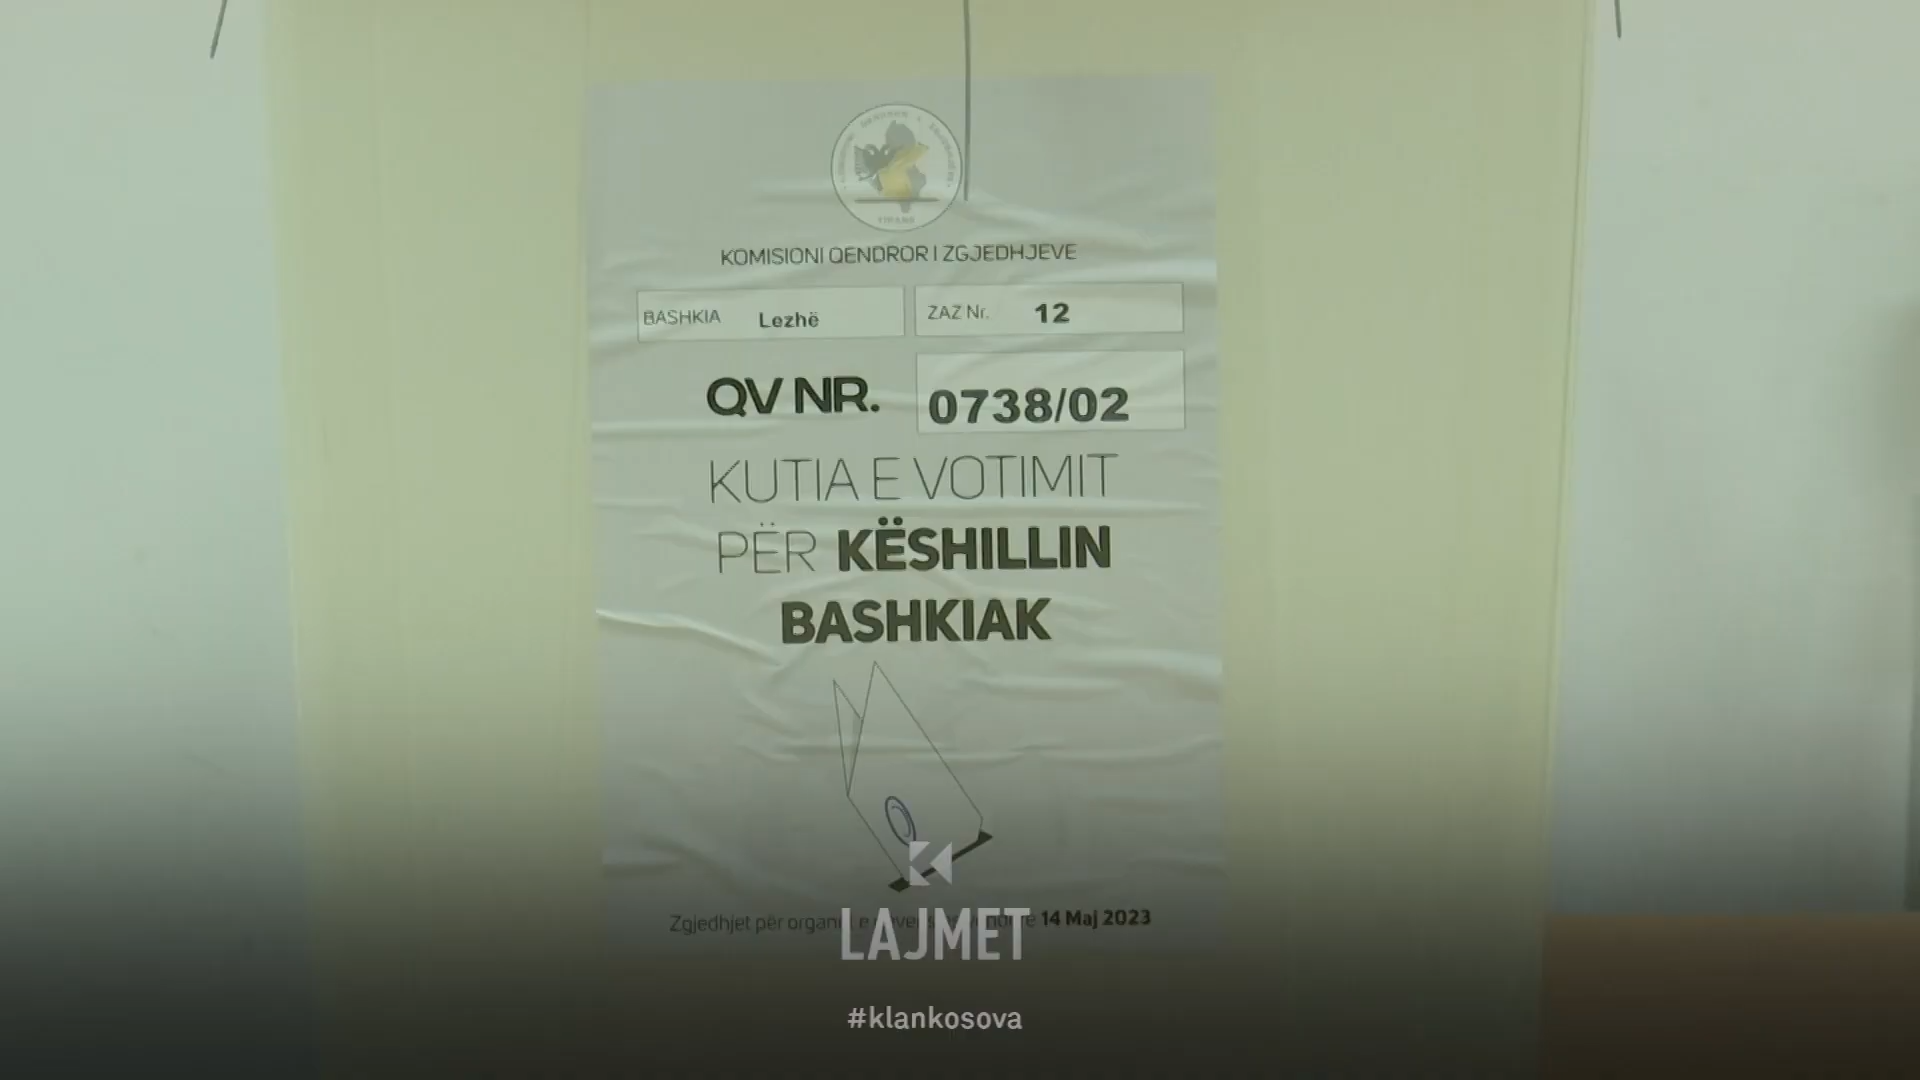 KOMISIONI QENDROR I ZGJEDHJEVE
BASHKIA Lezhë
ZAZ Nr. 12
QV NR. 0738/02
KUTIA E VOTIMIT
PËR KËSHILLIN
BASHKIAK
Zgjedhjet për organ 14 Maj 2023
LAJMET
#klankosova